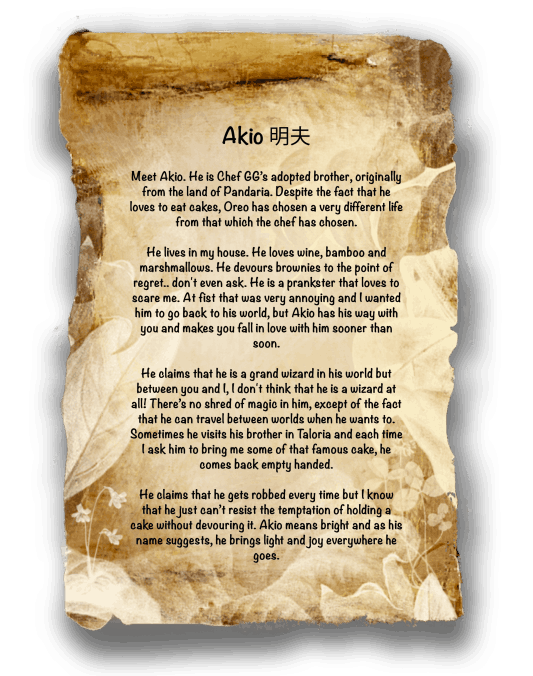 Akio 明夫
Meet Akio. He is Chef GG's adopted brother, originally
from the land of Pandaria. Despite the fact that he
loves to eat cakes, Oreo has chosen a very different life
from that which the chef has chosen.
He lives in my house. He loves wine, bamboo and
marshmallows. He devours brownies to the point of
regret.. don't even ask. He is a prankster that loves to
scare me. At fist that was very annoying and I wanted
him to go back to his world, but Akio has his way with
you and makes you fall in love with him sooner than
soon.
He claims that he is a grand wizard in his world but
between you and I, I don't think that he is a wizard at
all! There's no shred of magic in him, except of the fact
that he can travel between worlds when he wants to.
Sometimes he visits his brother in Taloria and each time
I ask him to bring me some of that famous cake, he
comes back empty handed.
He claims that he gets robbed every time but I know
that he just can't resist the temptation of holding a
cake without devouring it. Akio means bright and as his
name suggests, he brings light and joy everywhere he
goes.